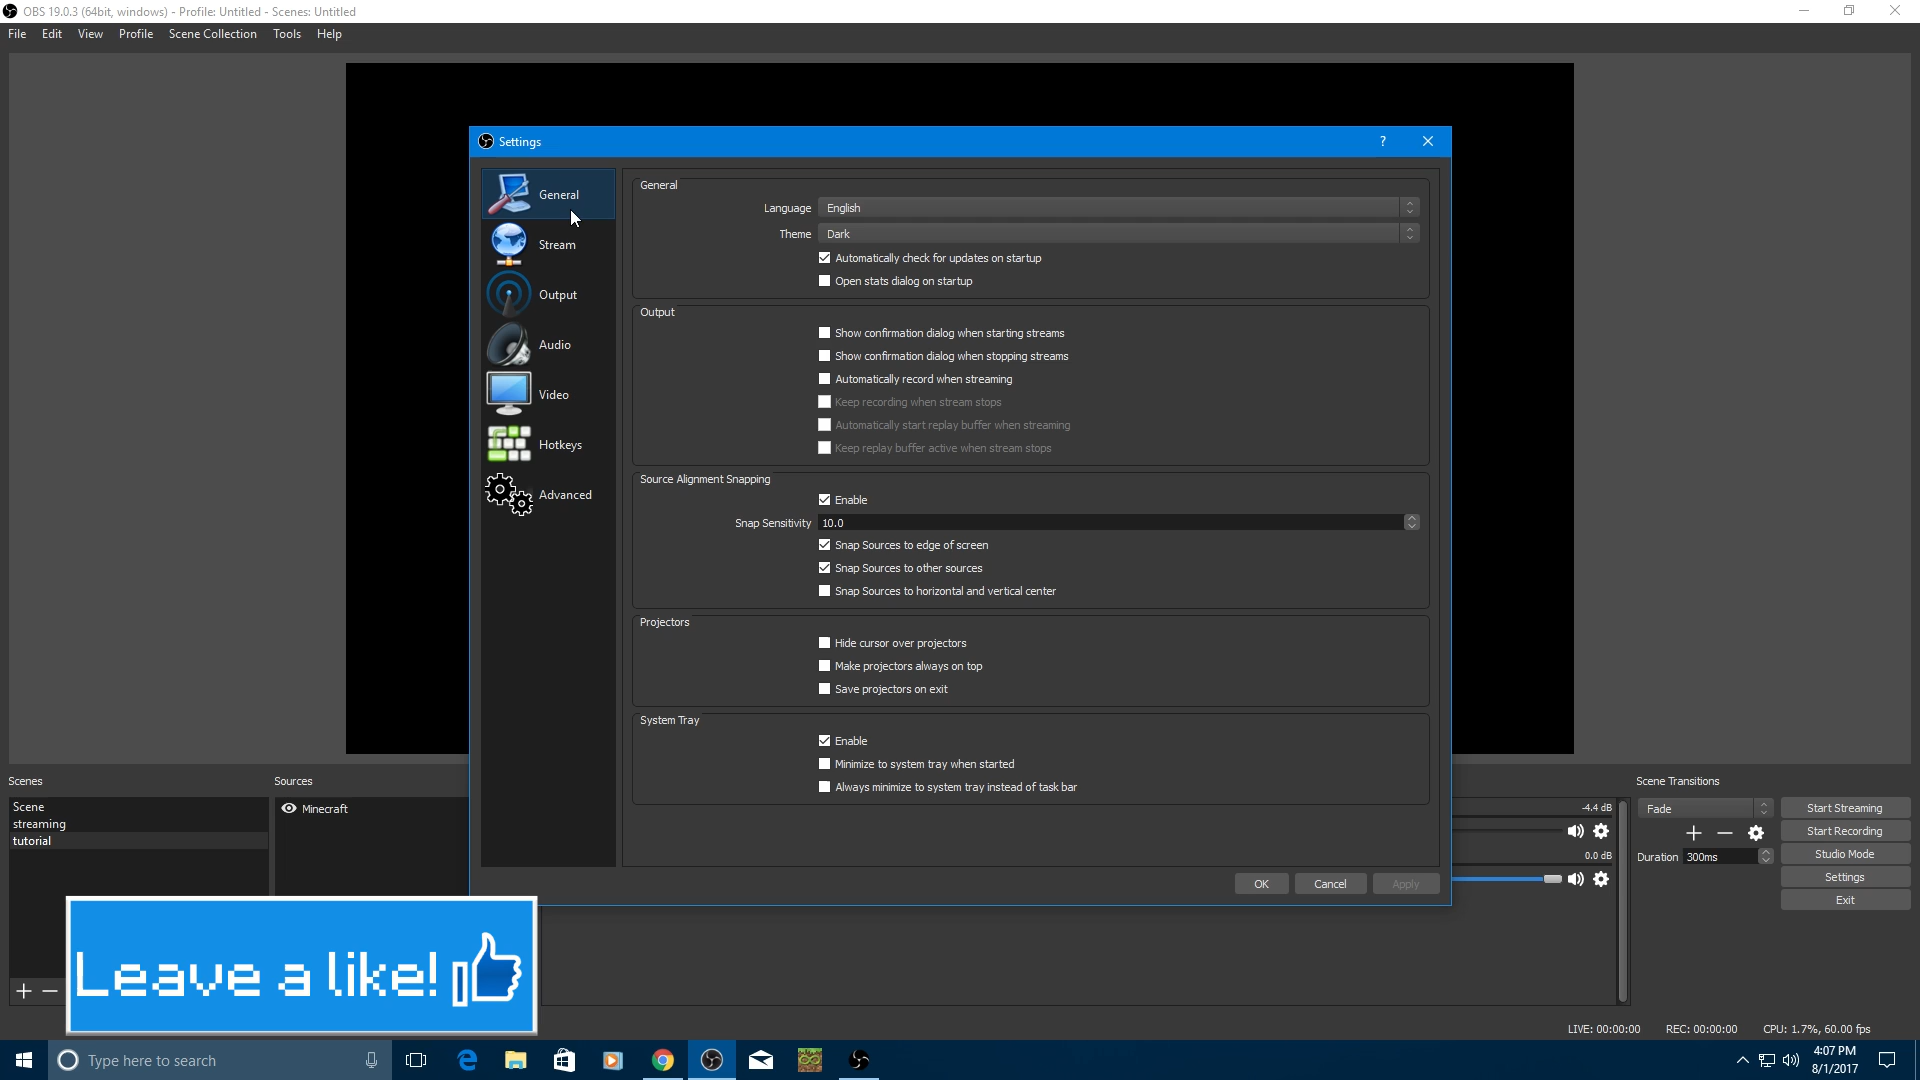 OBS 19.0.3 (64bit, windows) - Profile: Untitled - Scenes: Untitled
File Edit View Profile Scene Collection Tools Help
Settings
?
General
Stream
Output
Audio
Video
Hotkeys
Advanced
General
Language English
Theme Dark
Automatically check for updates on startup
Open stats dialog on startup
Output
Show confirmation dialog when starting streams
Show confirmation dialog when stopping streams
Automatically record when streaming
Keep recording when stream stops
Automatically start replay buffer when streaming
Keep replay buffer active when stream stops
Source Alignment Snapping
Enable
Snap Sensitivity 10.0
Snap Sources to edge of screen
Snap Sources to other sources
Snap Sources to horizontal and vertical center
Projectors
Hide cursor over projectors
Make projectors always on top
Save projectors on exit
System Tray
Enable
Minimize to system tray when started
Always minimize to system tray instead of task bar
OK Cancel Apply
Scenes
Scene
streaming
tutorial
Sources
Minecraft
-4.4 dB
0.0 dB
Scene Transitions
Fade
Duration 300ms
Start Streaming
Start Recording
Studio Mode
Settings
Exit
Leave a like!
LIVE: 00:00:00 REC: 00:00:00 CPU: 1.7%, 60.00 fps
Type here to search
4:07 PM
8/1/2017